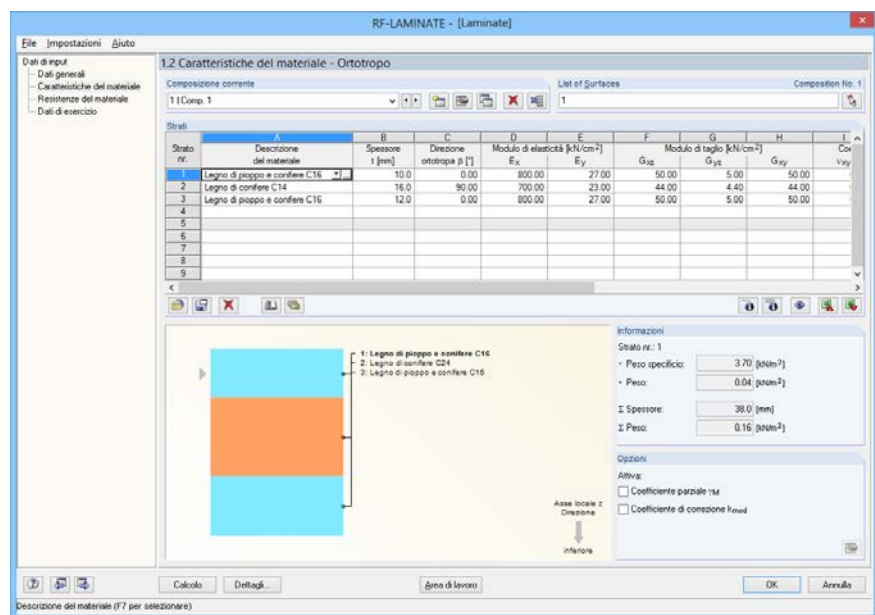 RF-LAMINATE - [Laminate]
File Impostazioni Aiuto
Dati di input
Dati generali
Caratteristiche del materiale
Resistenze del materiale
Dati di esercizio
1.2 Caratteristiche del materiale - Ortotropo
Composizione corrente
List of Surfaces
Composition No. 1
1 | Comp. 1
1
Strati
A B C D E F G H I
Strato Descrizione Spessore Direzione Modulo di elasticità [kN/cm2] Modulo di taglio [kN/cm2]
nr. del materiale t [mm] ortotropa β [°] Ex Ey Gxz Gyz Gxy νxy
1 Legno di pioppo e conifere C16 10.0 0.00 800.00 27.00 50.00 5.00 50.00
2 Legno di conifere C14 16.0 90.00 700.00 23.00 44.00 4.40 44.00
3 Legno di pioppo e conifere C16 12.0 0.00 800.00 27.00 50.00 5.00 50.00
4
5
6
7
8
9
1: Legno di pioppo e conifere C16
2: Legno di conifere C24
3: Legno di pioppo e conifere C16
Asse locale z
Direzione
inferiore
Informazioni
Strato nr.: 1
• Peso specifico: 3.70
• Peso: 0.04 [kN/m2]
Σ Spessore: 38.0 [mm]
Σ Peso: 0.16 [kN/m2]
Opzioni
Attiva:
Coefficiente parziale γM
Coefficiente di correzione kmod
Calcolo
Dettagli...
Area di lavoro
OK
Annulla
Descrizione del materiale (F7 per selezionare)